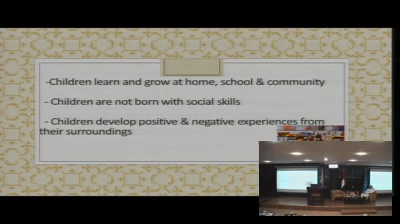 -Children learn and grow at home, school & community
- Children are not born with social skills
- Children develop positive & negative experiences from
their surroundings